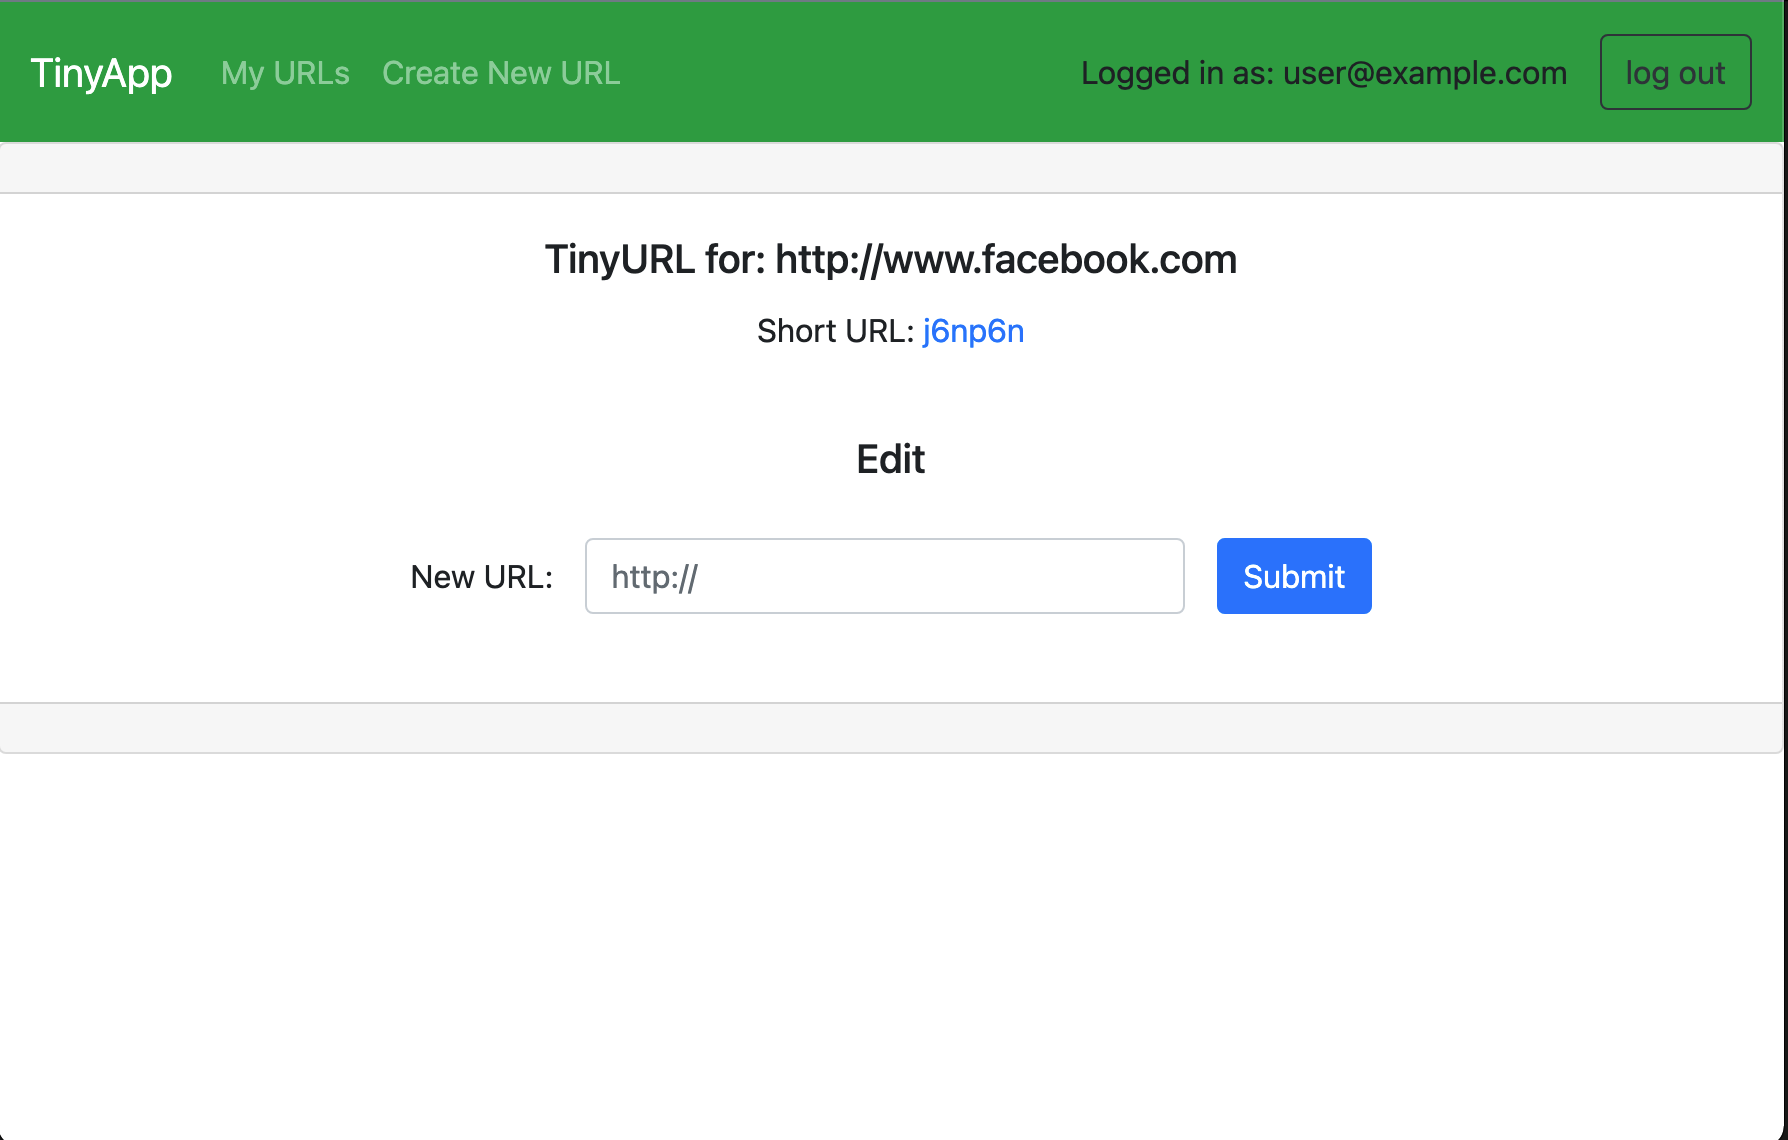 TinyApp My URLs Create New URL Logged in as: user@example.com log out
TinyURL for: http://www.facebook.com
Short URL: j6np6n
Edit
New URL: http:// Submit